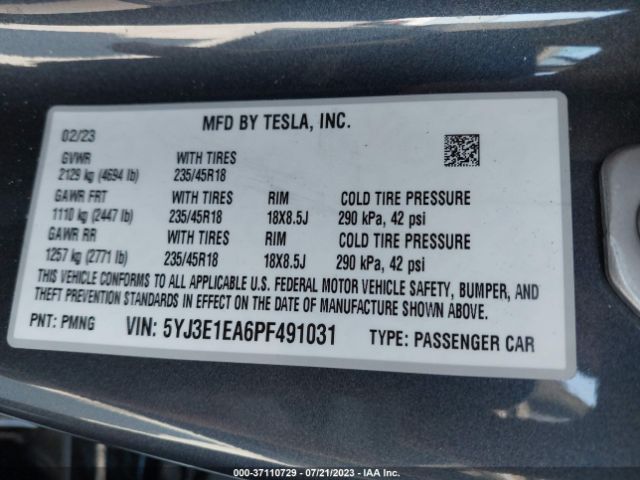 MFD BY TESLA, INC.
02/23
GVWR WITH TIRES
2129 kg (4694 lb) 235/45R18
GAWR FRT WITH TIRES RIM COLD TIRE PRESSURE
1110 kg (2447 lb) 235/45R18 18X8.5J 290 kPa, 42 psi
GAWR RR WITH TIRES RIM COLD TIRE PRESSURE
1257 kg (2771 lb) 235/45R18 18X8.5J 290 kPa, 42 psi
THIS VEHICLE CONFORMS TO ALL APPLICABLE U.S. FEDERAL MOTOR VEHICLE SAFETY, BUMPER, AND
THEFT PREVENTION STANDARDS IN EFFECT ON THE DATE OF MANUFACTURE SHOWN ABOVE.
PNT: PMNG VIN: 5YJ3E1EA6PF491031 TYPE: PASSENGER CAR
000-37110729 - 07/21/2023 - IAA Inc.